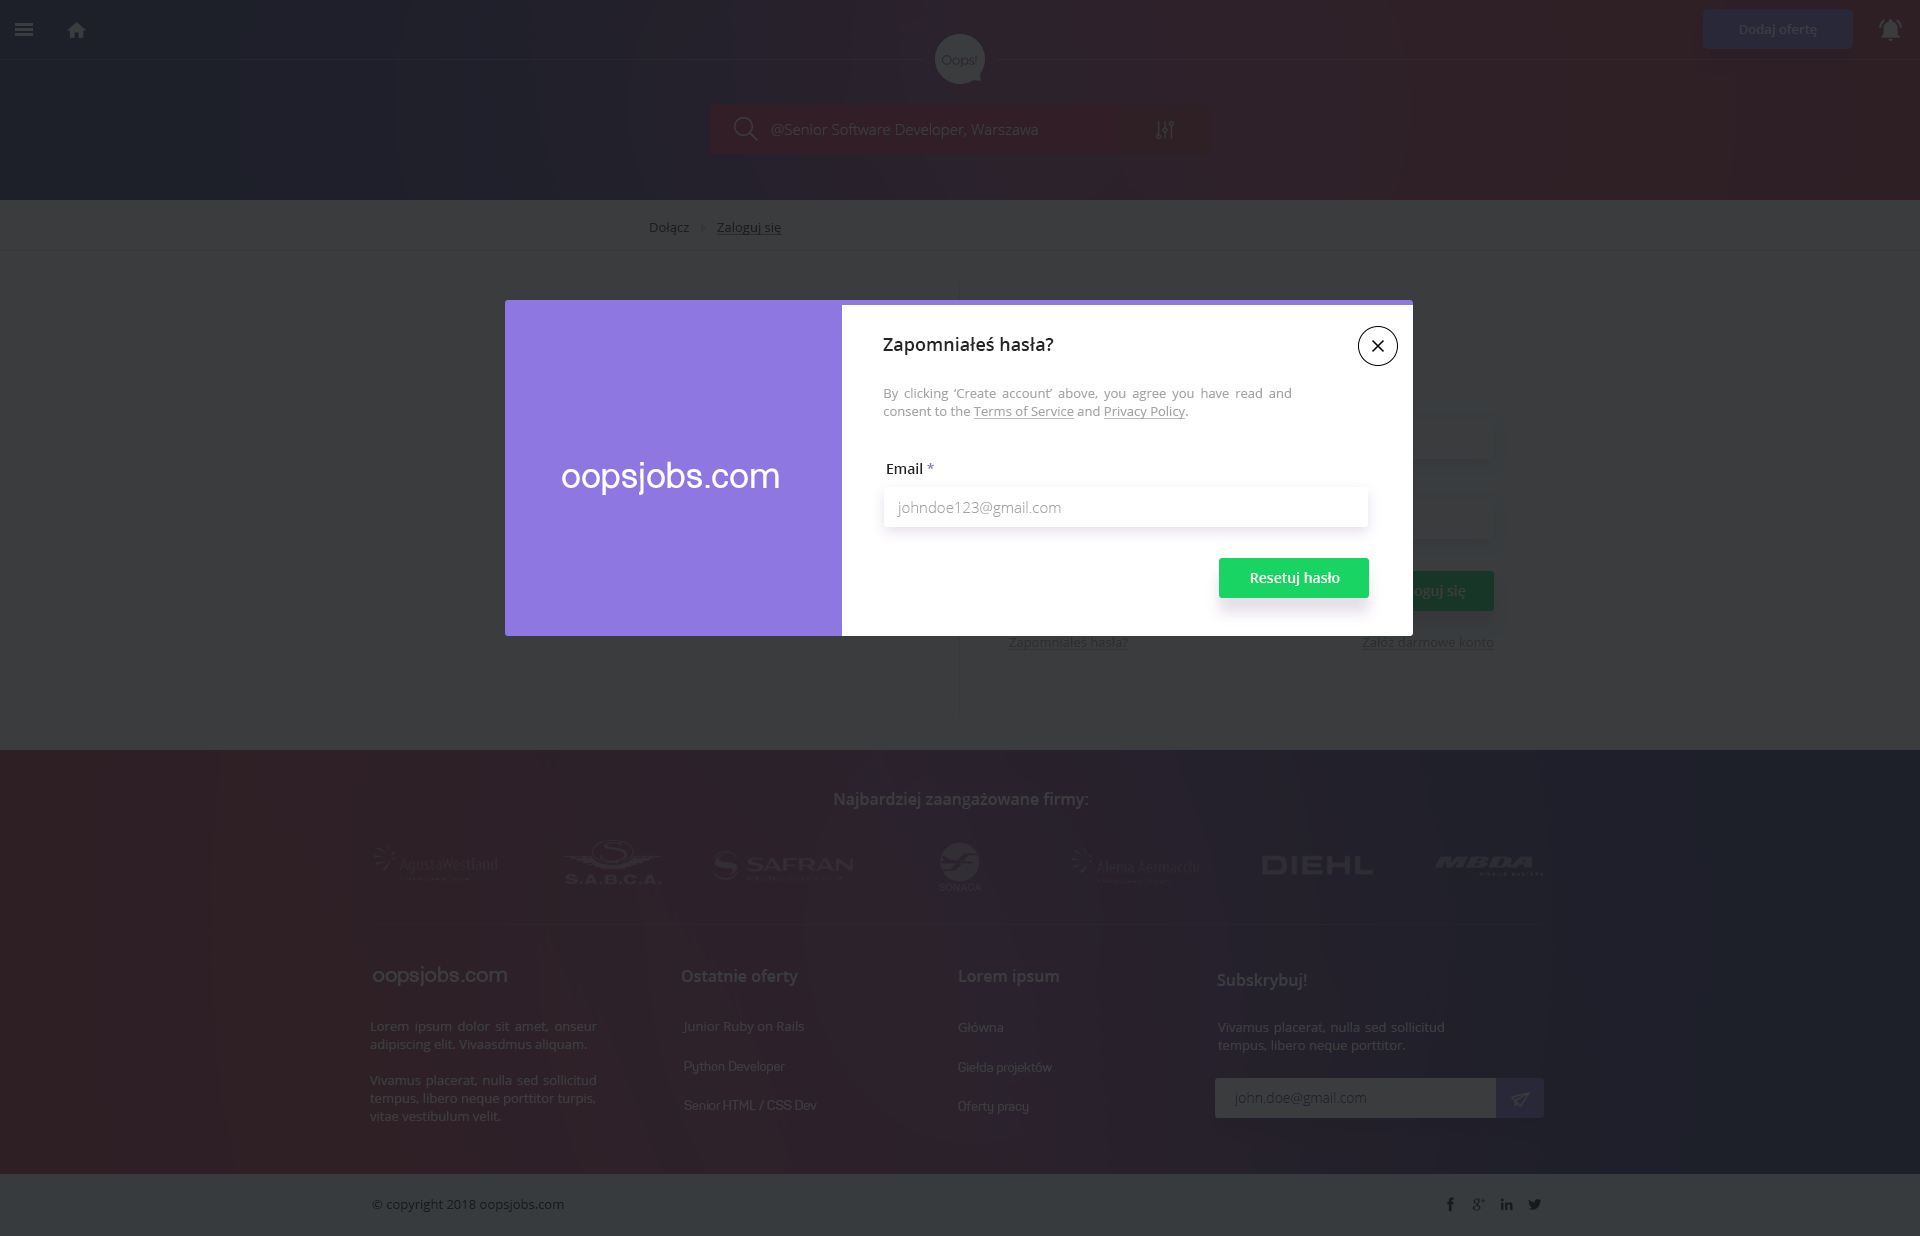 Dodaj ofertę
Oops!
@Senior Software Developer, Warszawa
Dołącz
Zaloguj się
oopsjobs.com
Zapomniałeś hasła?
By clicking ‘Create account’ above, you agree you have read and
consent to the Terms of Service and Privacy Policy.
Email *
johndoe123@gmail.com
Resetuj hasło
oguj się
Zapomniałeś hasła?
Załóż darmowe konto
Najbardziej zaangażowane firmy:
AgustaWestland
S.A.B.C.A.
SAFRAN
SONACA
Alenia Aermacchi
DIEHL
MBDA
oopsjobs.com
Lorem ipsum dolor sit amet, onseur
adipiscing elit. Vivaasdmus aliquam.
Vivamus placerat, nulla sed sollicitud
tempus, libero neque porttitor turpis,
vitae vestibulum velit.
Ostatnie oferty
Junior Ruby on Rails
Python Developer
Senior HTML / CSS Dev
Lorem ipsum
Główna
Giełda projektów
Oferty pracy
Subskrybuj!
Vivamus placerat, nulla sed sollicitud
tempus, libero neque porttitor.
john.doe@gmail.com
© copyright 2018 oopsjobs.com